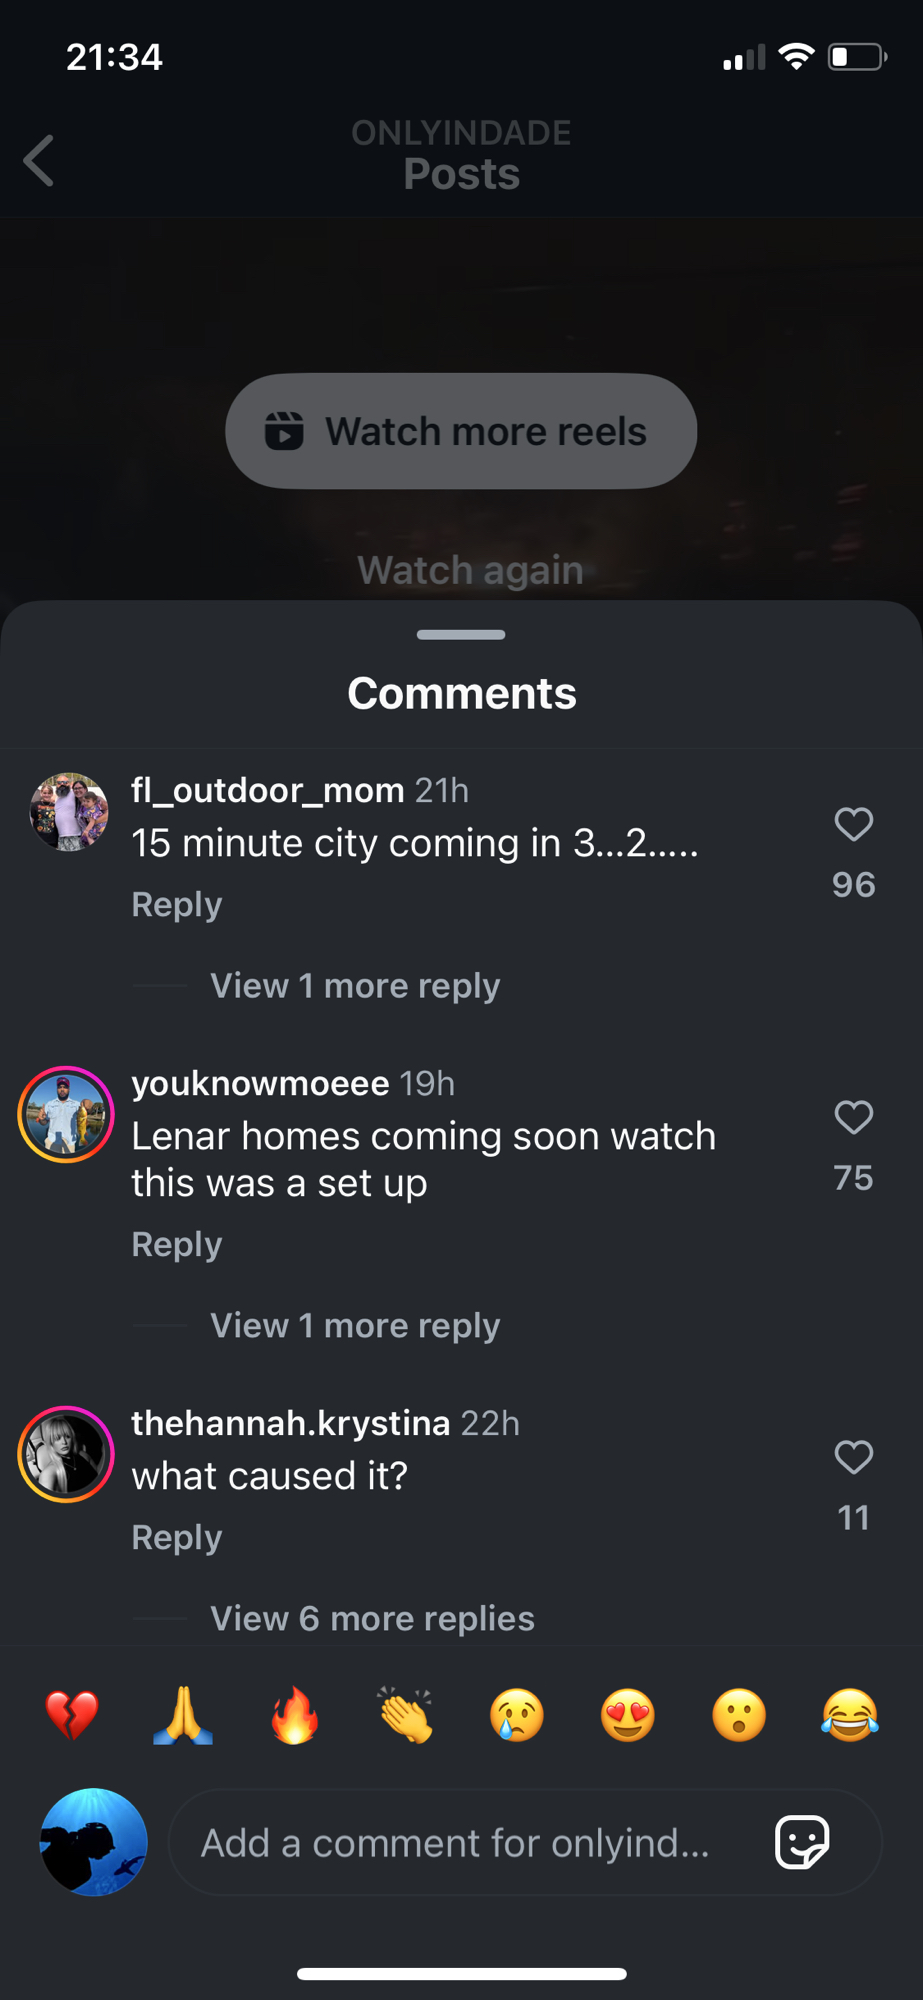 21:34
ONLYINDADE
Posts
Watch more reels
Watch again
Comments
fl_outdoor_mom 21h
15 minute city coming in 3...2.....
96
Reply
View 1 more reply
youknowmoeee 19h
Lenar homes coming soon watch
this was a set up
75
Reply
View 1 more reply
thehannah.krystina 22h
what caused it?
11
Reply
View 6 more replies
Add a comment for onlyind...